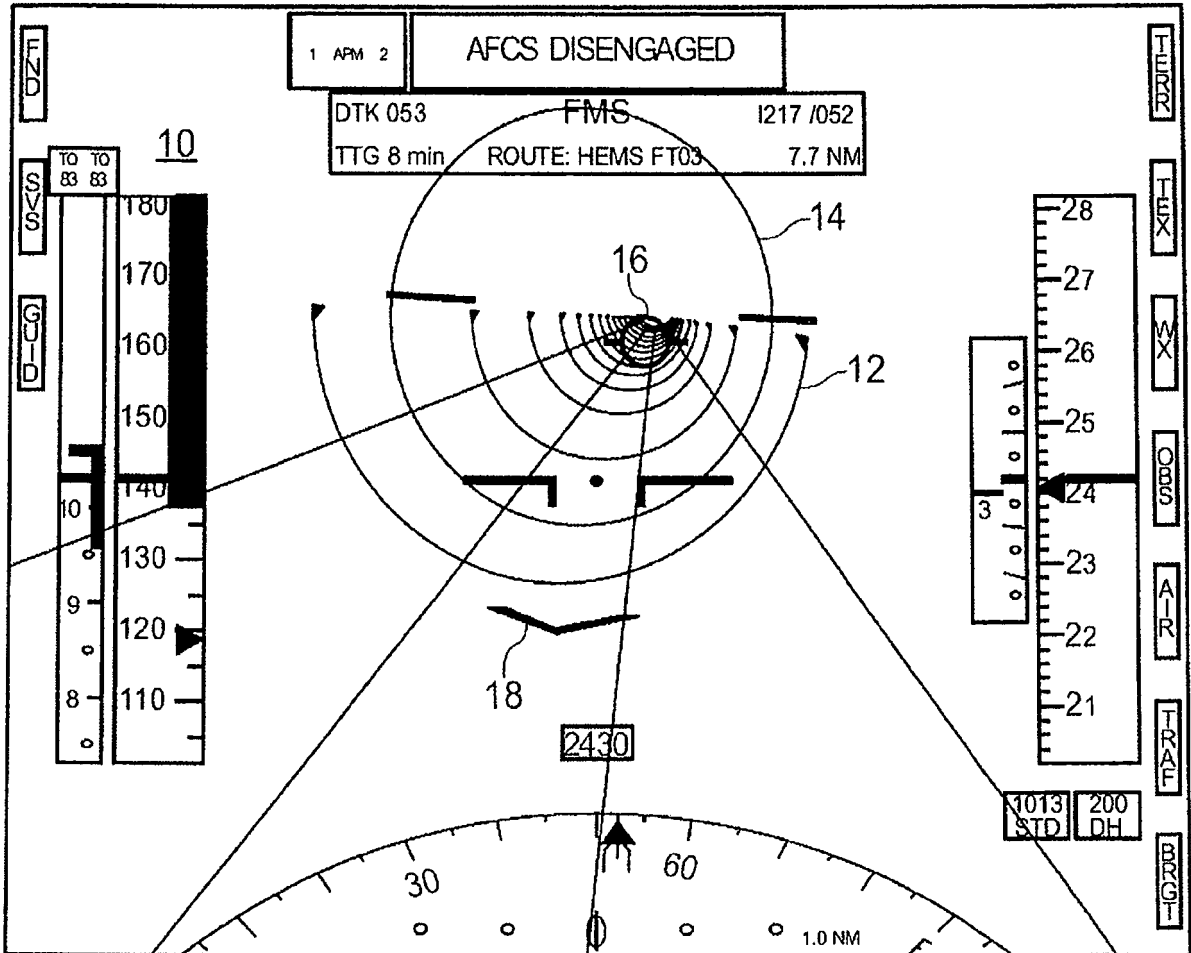 1 APM 2
AFCS DISENGAGED
DTK 053 FMS I217 /052
TTG 8 min ROUTE: HEMS FT03 7.7 NM
FND
SVS
GUID
10
TQ TQ
83 83
180
170
160
150
140
130
120
110
10
9
8
14
16
12
18
2430
30
60
E
1.0 NM
3
28
27
26
25
24
23
22
21
1013
STD
200
DH
TERR
TEX
WX
OBS
AIR
TRAF
BRGT